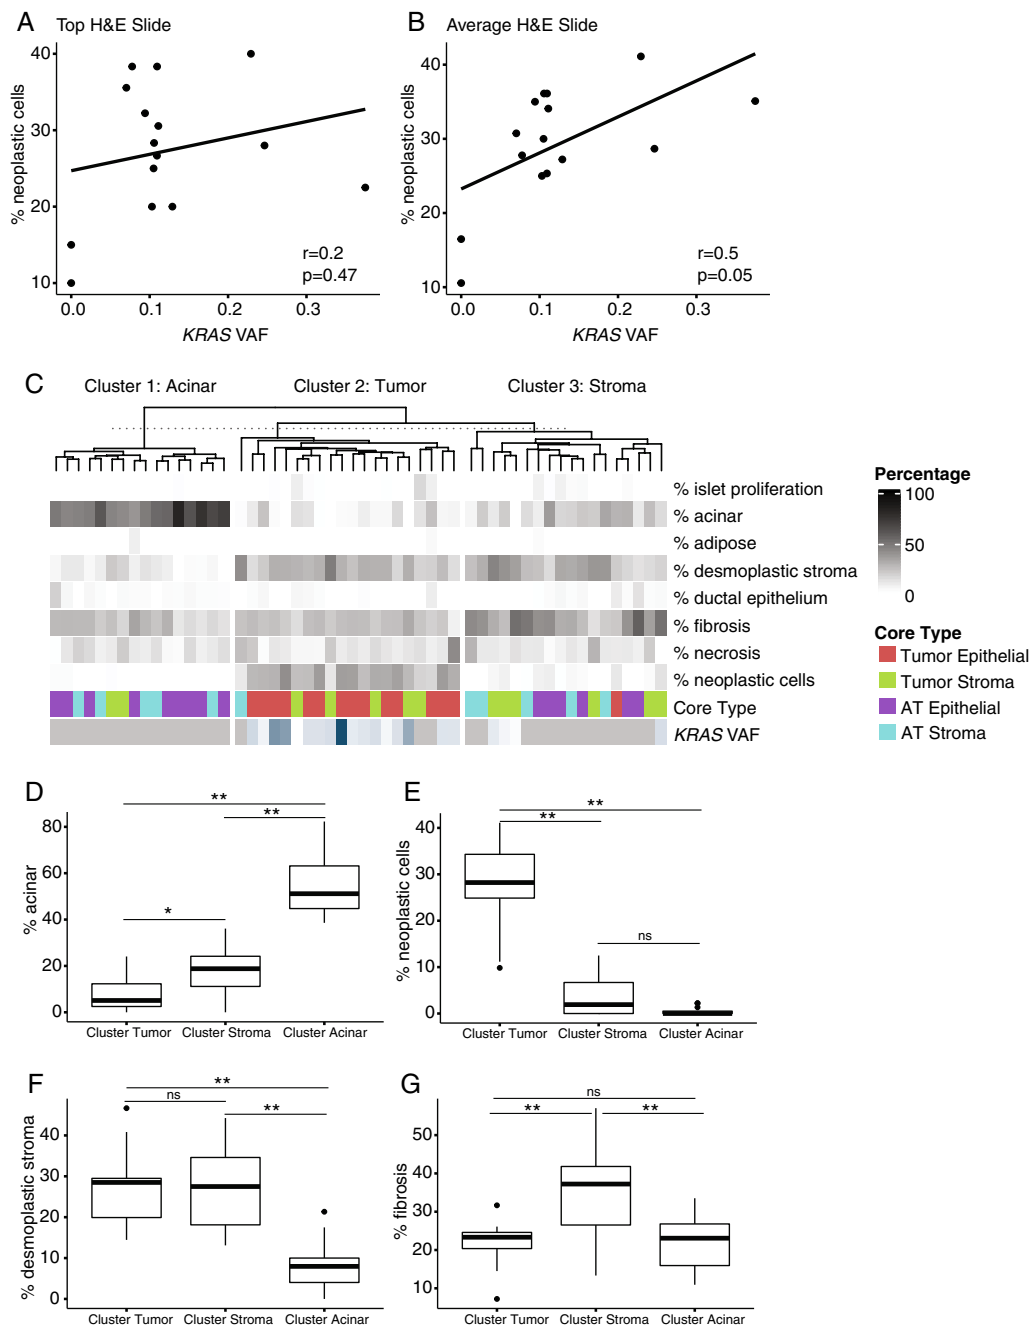 A Top H&E Slide
% neoplastic cells
40
30
20
10
0.0 0.1 0.2 0.3
KRAS VAF
r=0.2
p=0.47
B Average H&E Slide
% neoplastic cells
40
30
20
10
0.0 0.1 0.2 0.3
KRAS VAF
r=0.5
p=0.05
C
Cluster 1: Acinar Cluster 2: Tumor Cluster 3: Stroma
% islet proliferation
% acinar
% adipose
% desmoplastic stroma
% ductal epithelium
% fibrosis
% necrosis
% neoplastic cells
Core Type
KRAS VAF
Percentage
100
50
0
Core Type
Tumor Epithelial
Tumor Stroma
AT Epithelial
AT Stroma
D
% acinar
80
60
40
20
0
**
**
*
Cluster Tumor Cluster Stroma Cluster Acinar
E
% neoplastic cells
40
30
20
10
0
**
**
ns
Cluster Tumor Cluster Stroma Cluster Acinar
F
% desmoplastic stroma
40
30
20
10
0
**
ns
**
Cluster Tumor Cluster Stroma Cluster Acinar
G
% fibrosis
50
40
30
20
10
ns
** **
Cluster Tumor Cluster Stroma Cluster Acinar